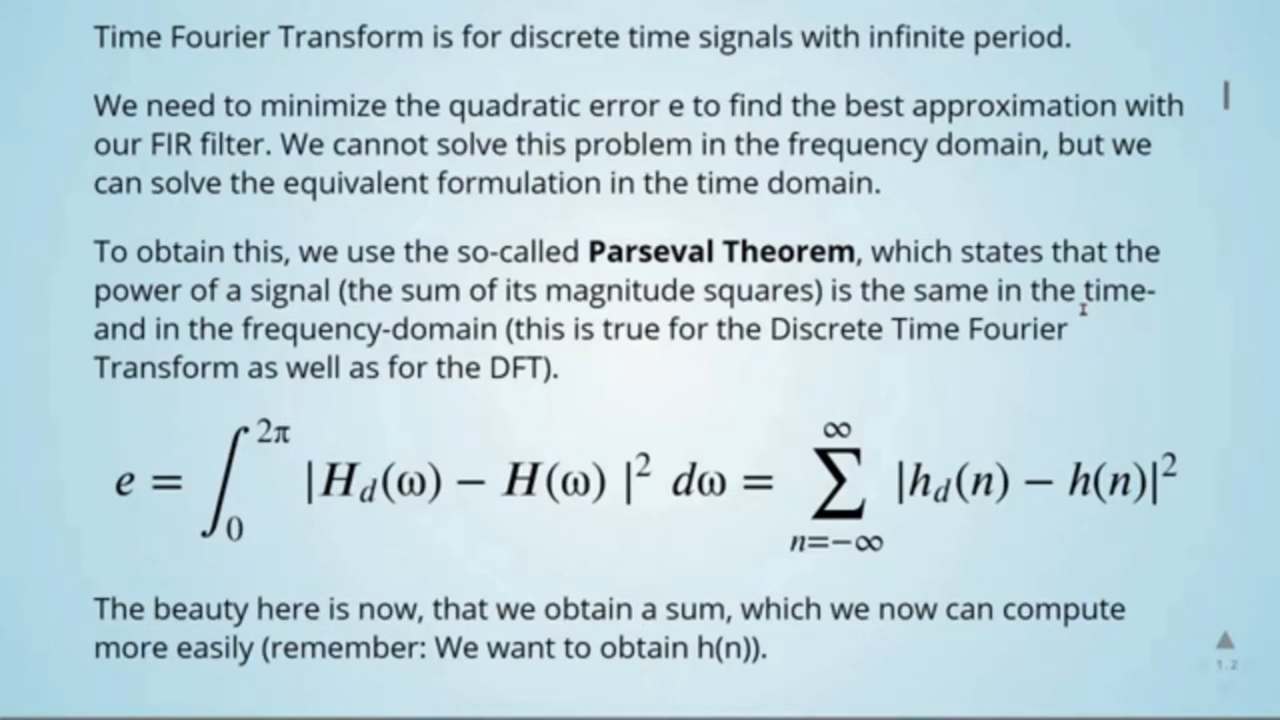 Time Fourier Transform is for discrete time signals with infinite period.
We need to minimize the quadratic error e to find the best approximation with
our FIR filter. We cannot solve this problem in the frequency domain, but we
can solve the equivalent formulation in the time domain.
To obtain this, we use the so-called Parseval Theorem, which states that the
power of a signal (the sum of its magnitude squares) is the same in the time-
and in the frequency-domain (this is true for the Discrete Time Fourier
Transform as well as for the DFT).
e = ∫₀^{2π} |H_d(ω) − H(ω) |² dω = ∑_{n=−∞}^{∞} |h_d(n) − h(n)|²
The beauty here is now, that we obtain a sum, which we now can compute
more easily (remember: We want to obtain h(n)).
1.2